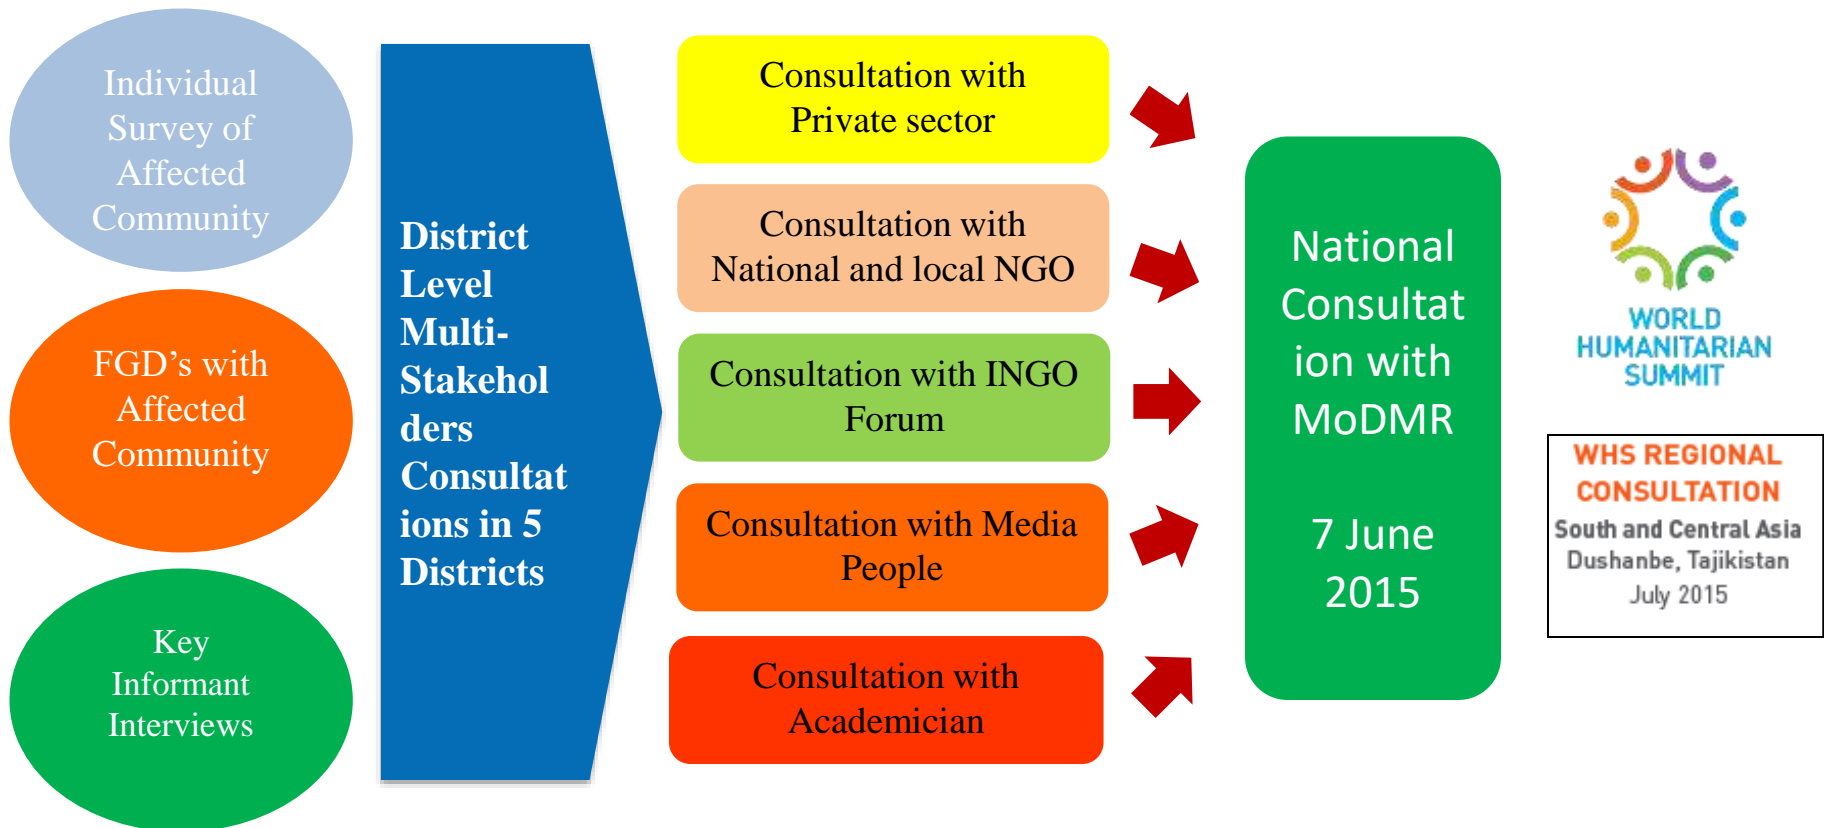 Individual
Survey of
Affected
Community
FGD’s with
Affected
Community
Key
Informant
Interviews
District
Level
Multi-
Stakehol
ders
Consultat
ions in 5
Districts
Consultation with
Private sector
Consultation with
National and local NGO
Consultation with INGO
Forum
Consultation with Media
People
Consultation with
Academician
National
Consultat
ion with
MoDMR
7 June
2015
WORLD
HUMANITARIAN
SUMMIT
WHS REGIONAL
CONSULTATION
South and Central Asia
Dushanbe, Tajikistan
July 2015